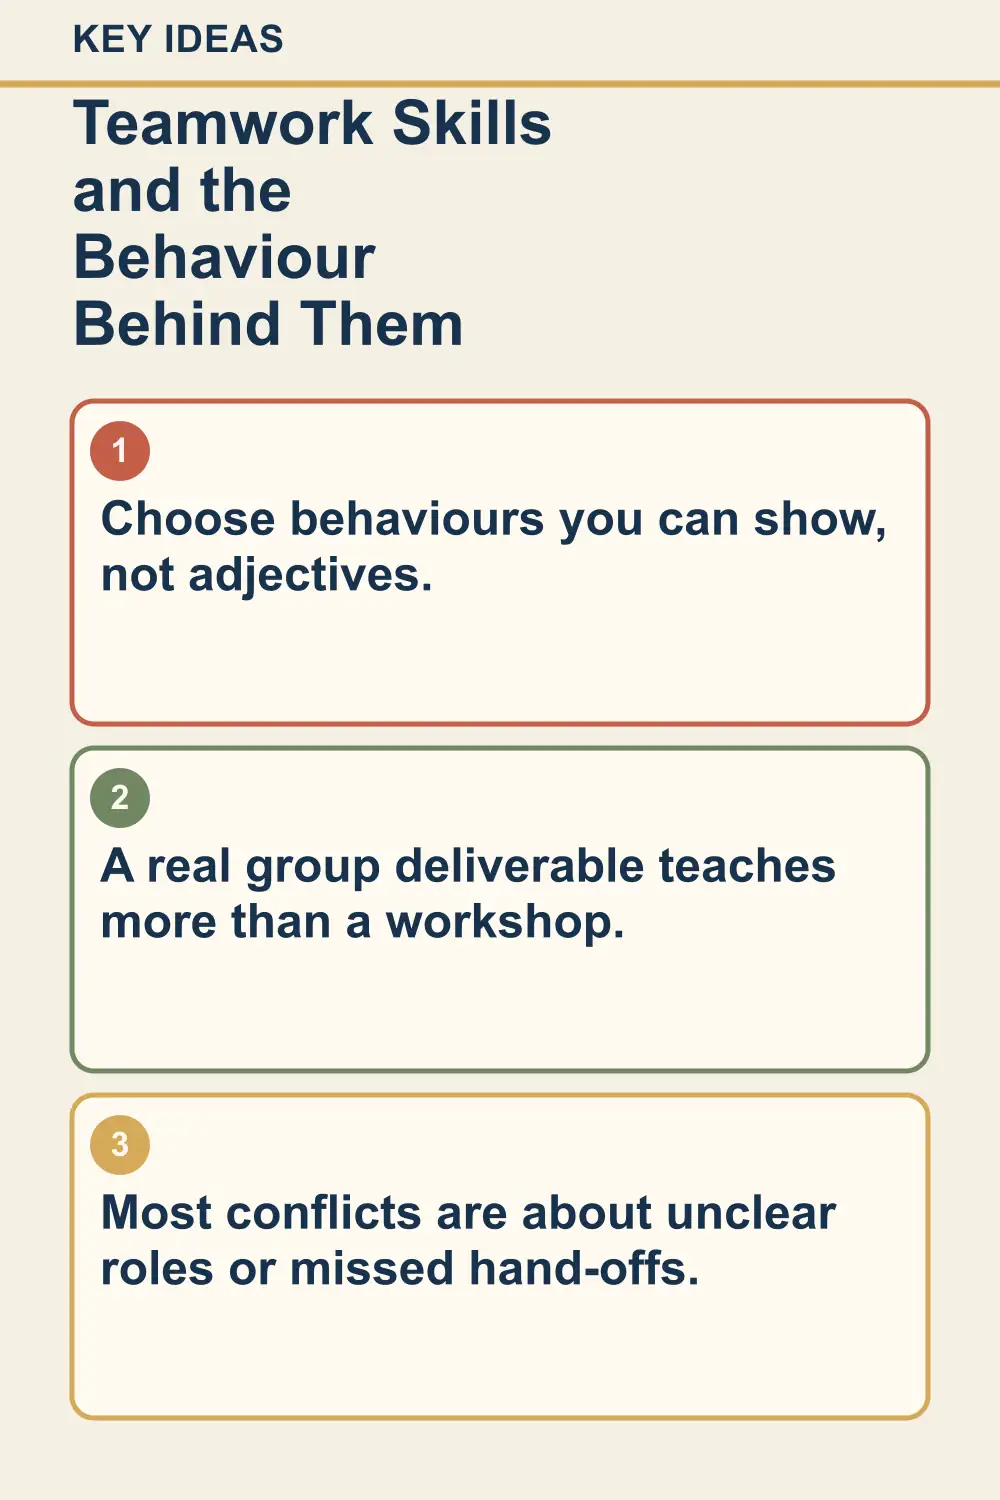 KEY IDEAS
Teamwork Skills
and the
Behaviour
Behind Them
1
Choose behaviours you can show,
not adjectives.
2
A real group deliverable teaches
more than a workshop.
3
Most conflicts are about unclear
roles or missed hand-offs.